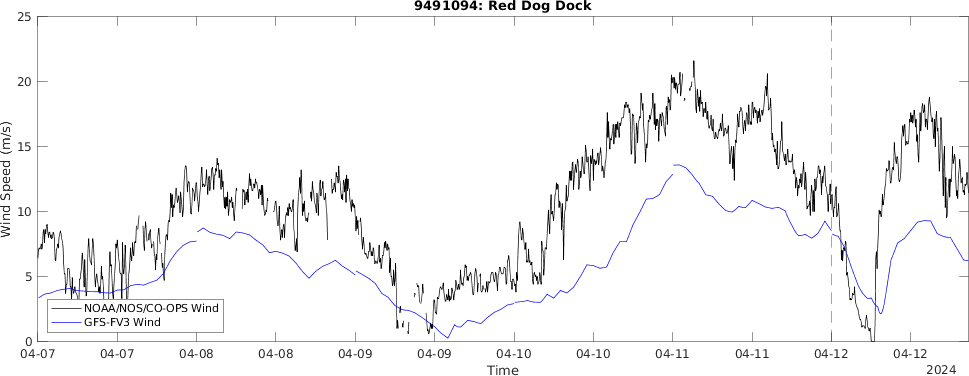 9491094: Red Dog Dock
25
20
15
10
5
0
Wind Speed (m/s)
NOAA/NOS/CO-OPS Wind
GFS-FV3 Wind
04-07 04-07 04-08 04-08 04-09 04-09 04-10 04-10 04-11 04-11 04-12 04-12
Time
2024